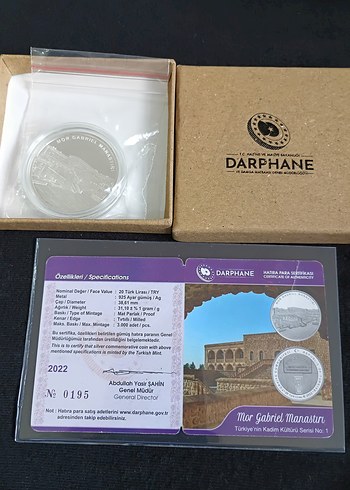 MOR GABRIEL MANASTIRI
T.C. HAZİNE VE MALİYE BAKANLIĞI
DARPHANE
VE DAMGA MATBAASI GENEL MÜDÜRLÜĞÜ
Özellikleri / Specifications
Nominal Değer / Face Value : 20 Türk Lirası / TRY
Metal : 925 Ayar gümüş / Ag
Çap / Diameter : 38,61 mm
Ağırlık / Weight : 31,10 ± % 1 gram / g
Baskı / Type of Mintage : Mat Parlak / Proof
Kenar / Edge : Tırtıllı / Milled
Maks. Baskı / Max. Mintage : 3.000 adet / pcs.
Bu sertifika, özellikleri belirtilen gümüş hatıra paranın Genel
Müdürlüğümüz tarafından üretildiğini belgelemektedir.
This is to certify that silver commemorative coin with above
mentioned specifications is minted by the Turkish Mint.
2022
Abdullah Yasir ŞAHİN
Genel Müdür
General Director
№ 0195
Not : Hatıra para satış adreslerini www.darphane.gov.tr
adresinden takip edebilirsiniz.
DARPHANE
HATIRA PARA SERTİFİKASI
CERTIFICATE OF AUTHENTICITY
Mor Gabriel Manastırı
Türkiye'nin Kadim Kültürü Serisi No: 1